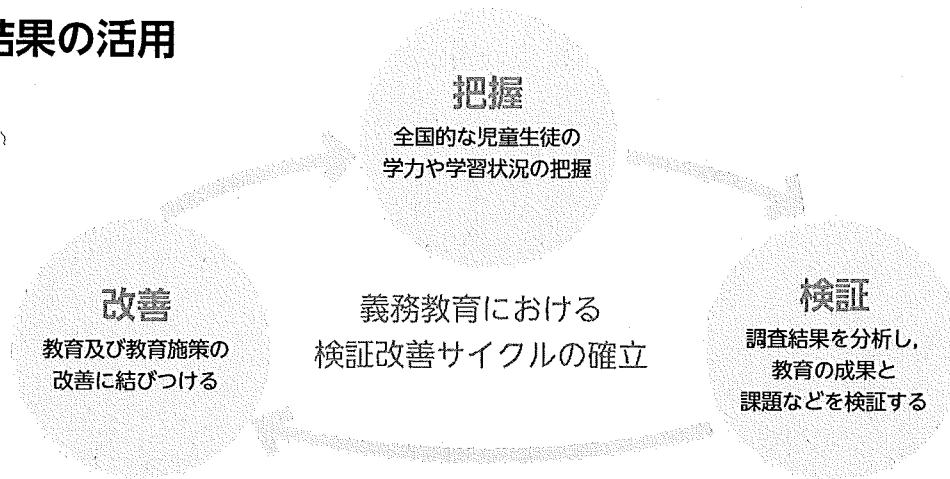 果の活用
把握
全国的な児童生徒の
学力や学習状況の把握
検証
調査結果を分析し,
教育の成果と
課題などを検証する
改善
教育及び教育施策の
改善に結びつける
義務教育における
検証改善サイクルの確立